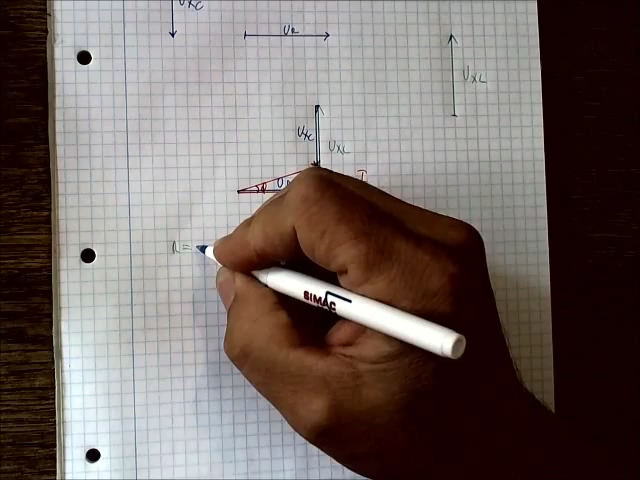 UXC
UR
UXL
UXC
UXL
I
φ U
R =
SIMAC